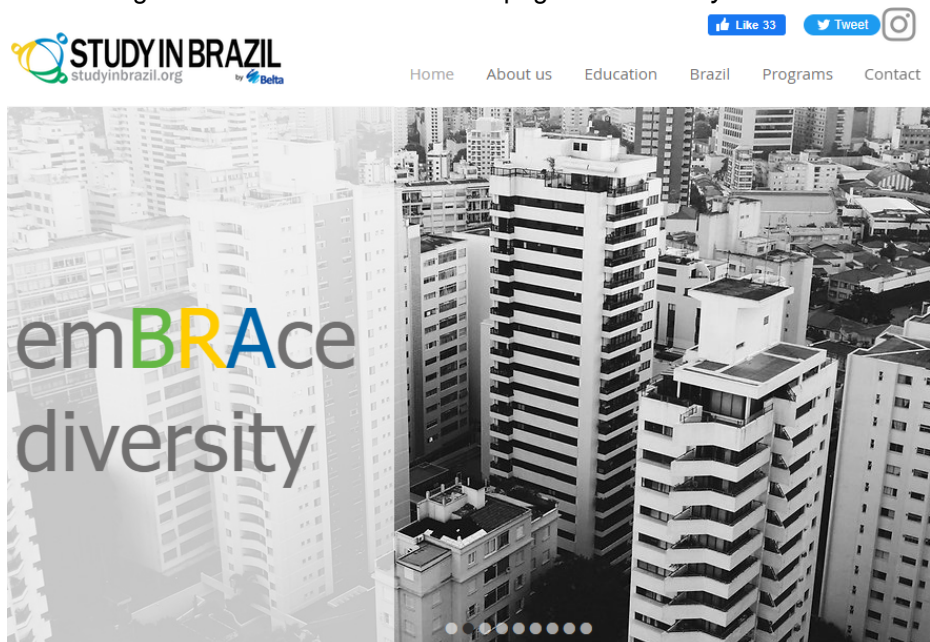 Like 33 Tweet
STUDY IN BRAZIL
studyinbrazil.org by Belta
Home About us Education Brazil Programs Contact
emBRAce
diversity